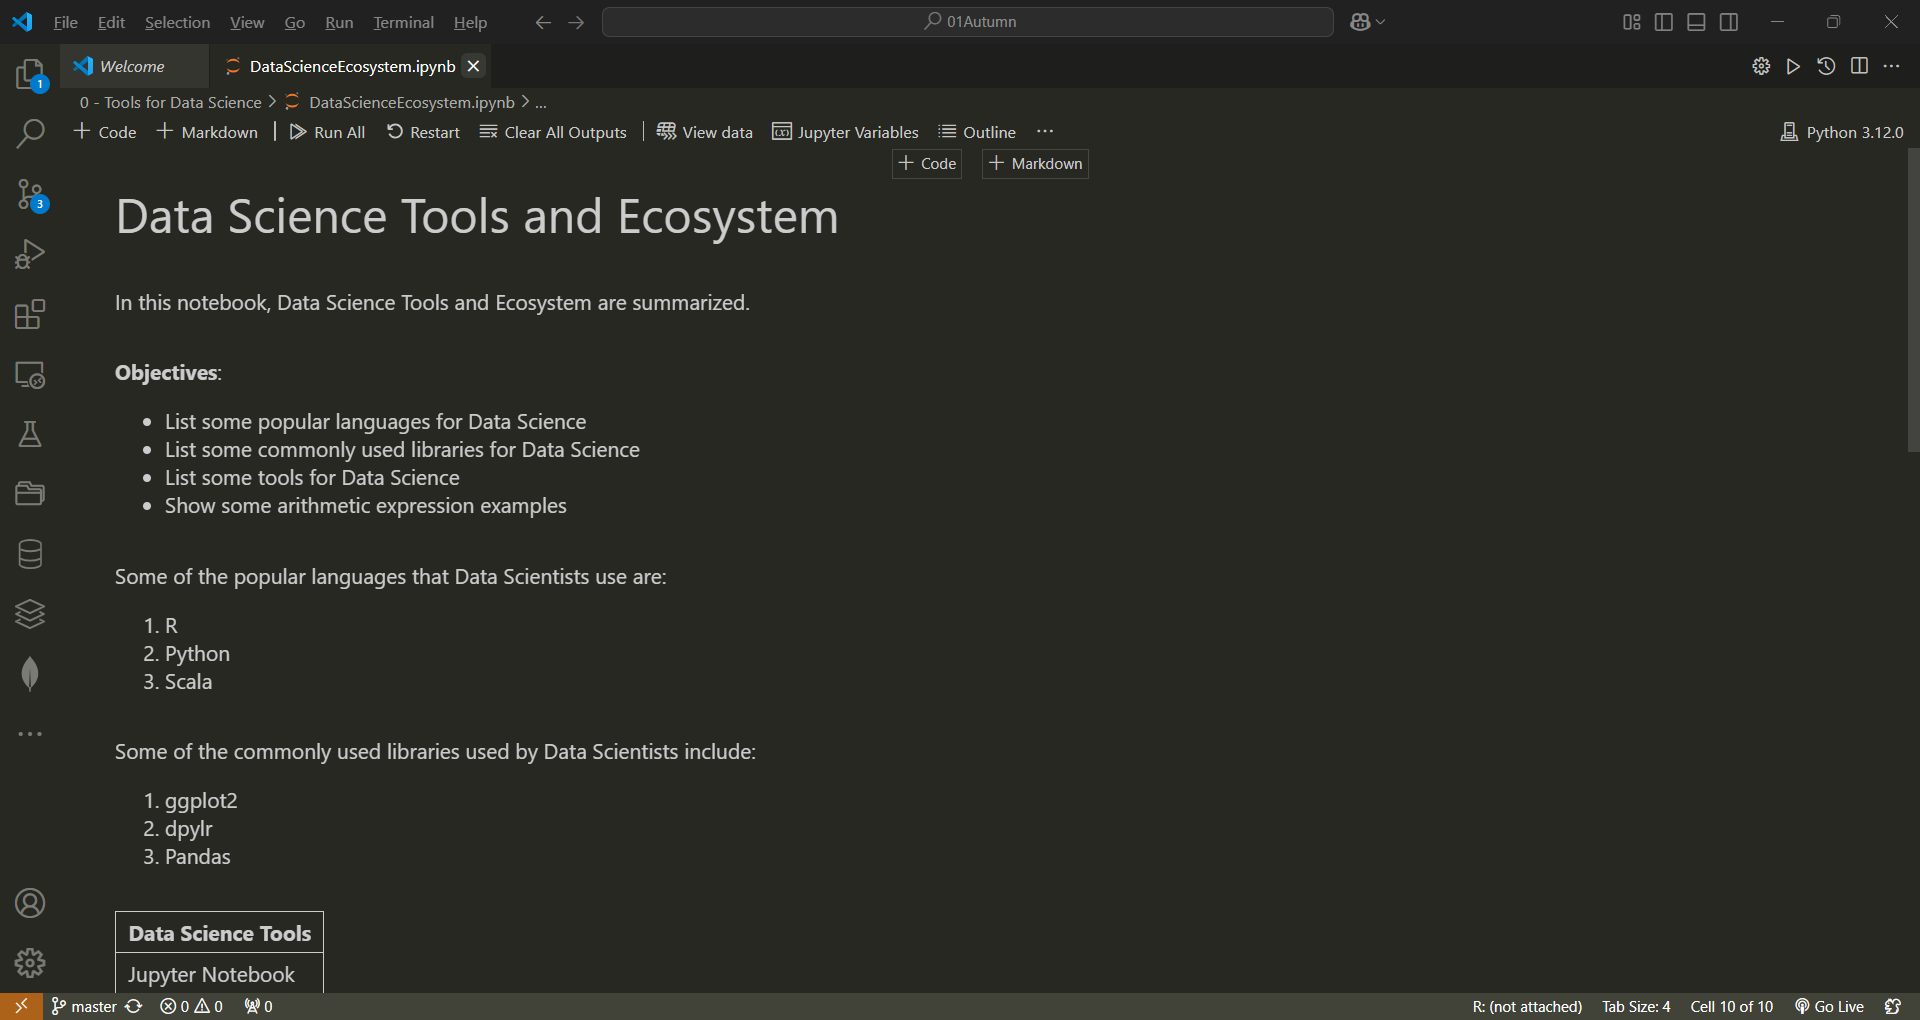 File Edit Selection View Go Run Terminal Help 01Autumn
Welcome DataScienceEcosystem.ipynb
1
0 - Tools for Data Science > DataScienceEcosystem.ipynb > ...
Code Markdown Run All Restart Clear All Outputs View data Jupyter Variables Outline ... Python 3.12.0
Code Markdown
3
Data Science Tools and Ecosystem
In this notebook, Data Science Tools and Ecosystem are summarized.
Objectives:
• List some popular languages for Data Science
• List some commonly used libraries for Data Science
• List some tools for Data Science
• Show some arithmetic expression examples
Some of the popular languages that Data Scientists use are:
1. R
2. Python
3. Scala
Some of the commonly used libraries used by Data Scientists include:
1. ggplot2
2. dpylr
3. Pandas
Data Science Tools
Jupyter Notebook
master 0 0 0 R: (not attached) Tab Size: 4 Cell 10 of 10 Go Live